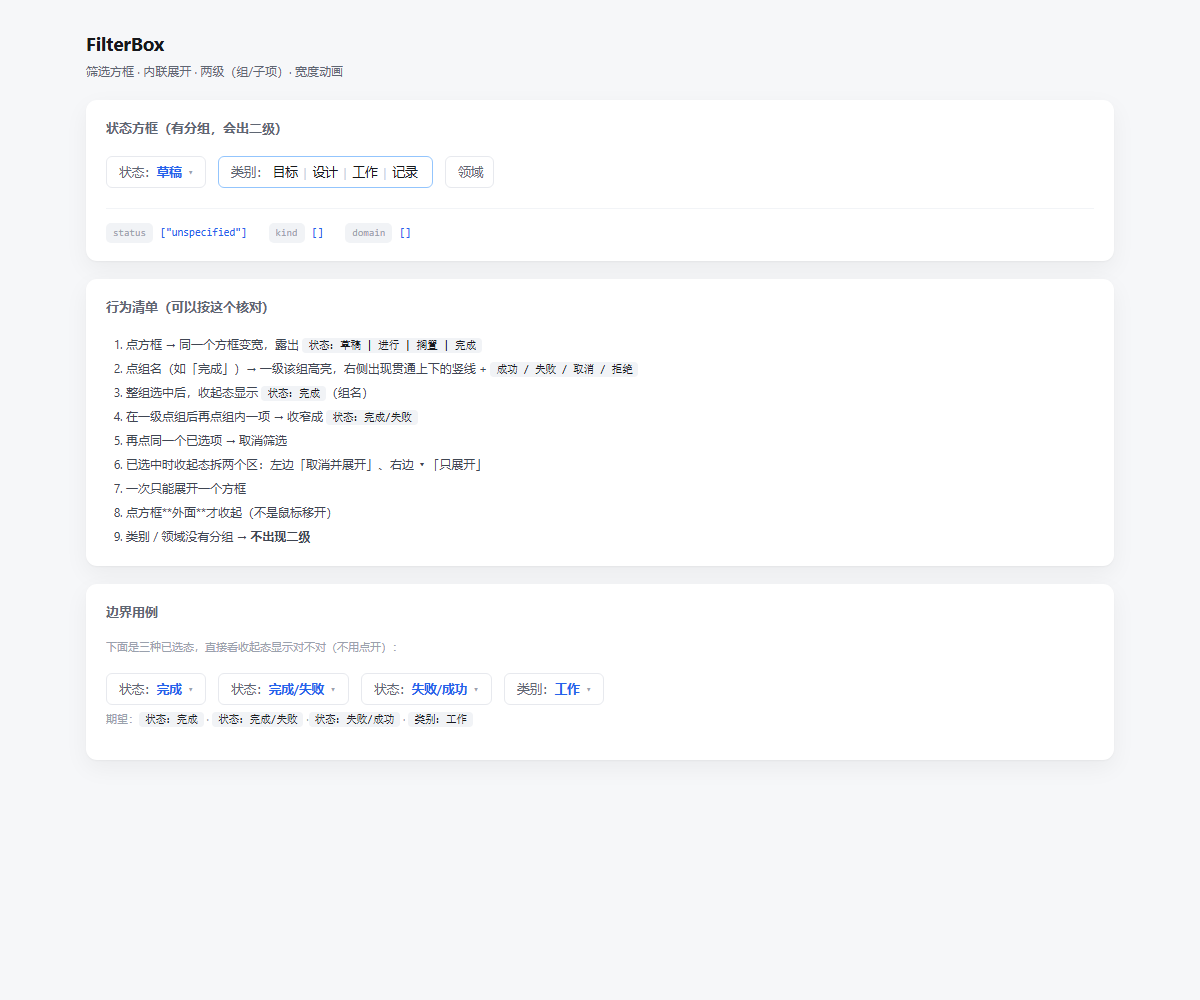 FilterBox
筛选方框 · 内联展开 · 两级（组/子项）· 宽度动画
状态方框（有分组，会出二级）
状态： 草稿 ▾ 类别： 目标 | 设计 | 工作 | 记录 领域
status ["unspecified"] kind [] domain []
行为清单（可以按这个核对）
1. 点方框 → 同一个方框变宽，露出 状态：草稿 | 进行 | 搁置 | 完成
2. 点组名（如「完成」）→ 一级该组高亮，右侧出现贯通上下的竖线 + 成功 / 失败 / 取消 / 拒绝
3. 整组选中后，收起态显示 状态：完成 （组名）
4. 在一级点组后再点组内一项 → 收窄成 状态：完成/失败
5. 再点同一个已选项 → 取消筛选
6. 已选中时收起态拆两个区：左边「取消并展开」、右边 ▾「只展开」
7. 一次只能展开一个方框
8. 点方框**外面**才收起（不是鼠标移开）
9. 类别 / 领域没有分组 → 不出现二级
边界用例
下面是三种已选态，直接看收起态显示对不对（不用点开）：
状态： 完成 ▾ 状态： 完成/失败 ▾ 状态： 失败/成功 ▾ 类别： 工作 ▾
期望： 状态：完成 · 状态：完成/失败 · 状态：失败/成功 · 类别：工作